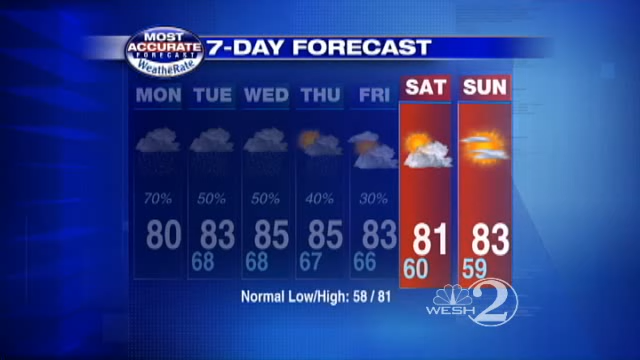 MOST
ACCURATE
FORECAST
WeatheRate
7-DAY FORECAST
MON TUE WED THU FRI SAT SUN
70% 50% 50% 40% 30%
80 83 85 85 83 81 83
68 68 67 66 60 59
Normal Low/High: 58 / 81
WESH 2